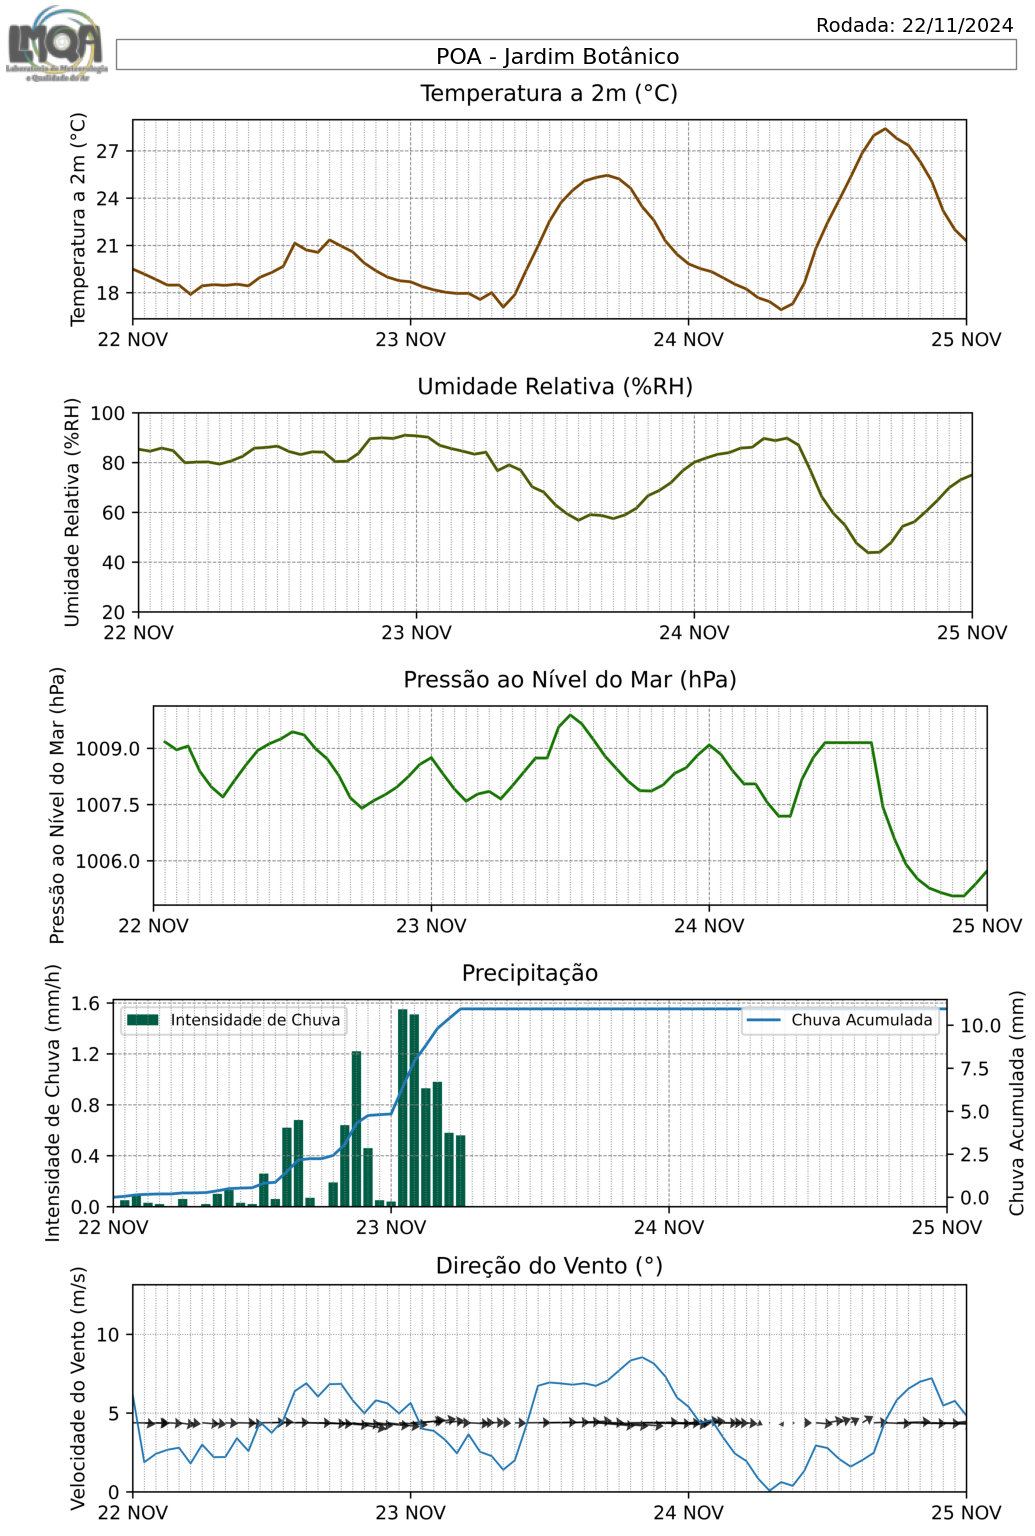 LMQA
Laboratório de Meteorologia
e Qualidade do Ar
Rodada: 22/11/2024
POA - Jardim Botânico
Temperatura a 2m (°C)
Temperatura a 2m (°C)
27
24
21
18
22 NOV 23 NOV 24 NOV 25 NOV
Umidade Relativa (%RH)
Umidade Relativa (%RH)
100
80
60
40
20
22 NOV 23 NOV 24 NOV 25 NOV
Pressão ao Nível do Mar (hPa)
Pressão ao Nível do Mar (hPa)
1009.0
1007.5
1006.0
22 NOV 23 NOV 24 NOV 25 NOV
Precipitação
Intensidade de Chuva (mm/h)
1.6
1.2
0.8
0.4
0.0
Intensidade de Chuva
Chuva Acumulada
10.0
7.5
5.0
2.5
0.0
Chuva Acumulada (mm)
22 NOV 23 NOV 24 NOV 25 NOV
Direção do Vento (°)
Velocidade do Vento (m/s)
10
5
0
22 NOV 23 NOV 24 NOV 25 NOV